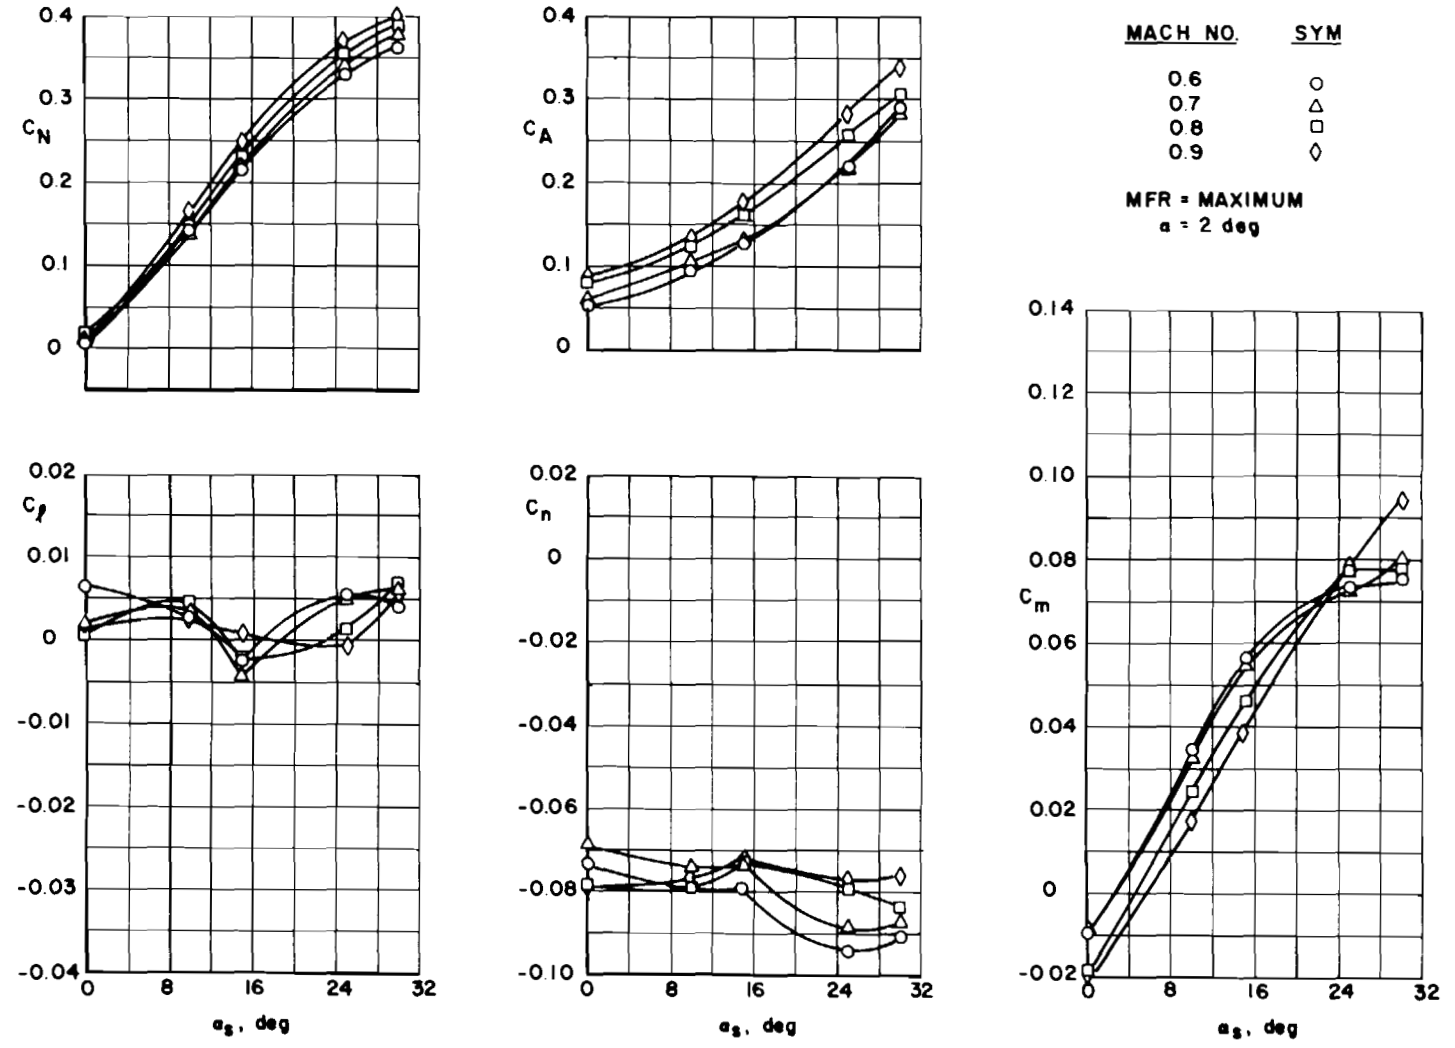 0.4
0.3
C_N
0.2
0.1
0
0.4
0.3
C_A
0.2
0.1
0
MACH NO. SYM
0.6
0.7
0.8
0.9
MFR = MAXIMUM
α = 2 deg
0.02
C_ℓ
0.01
0
-0.01
-0.02
-0.03
-0.04
0 8 16 24 32
α_s, deg
0.02
C_n
0
-0.02
-0.04
-0.06
-0.08
-0.10
0 8 16 24 32
α_s, deg
0.14
0.12
0.10
0.08
C_m
0.06
0.04
0.02
0
-0.02
0 8 16 24 32
α_s, deg